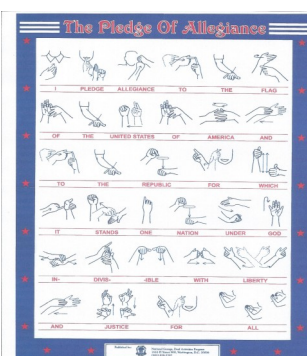 The Pledge Of Allegiance
I PLEDGE ALLEGIANCE TO THE FLAG
OF THE UNITED STATES OF AMERICA AND
TO THE REPUBLIC FOR WHICH
IT STANDS ONE NATION UNDER GOD
IN- DIVIS- -IBLE WITH LIBERTY
AND JUSTICE FOR ALL